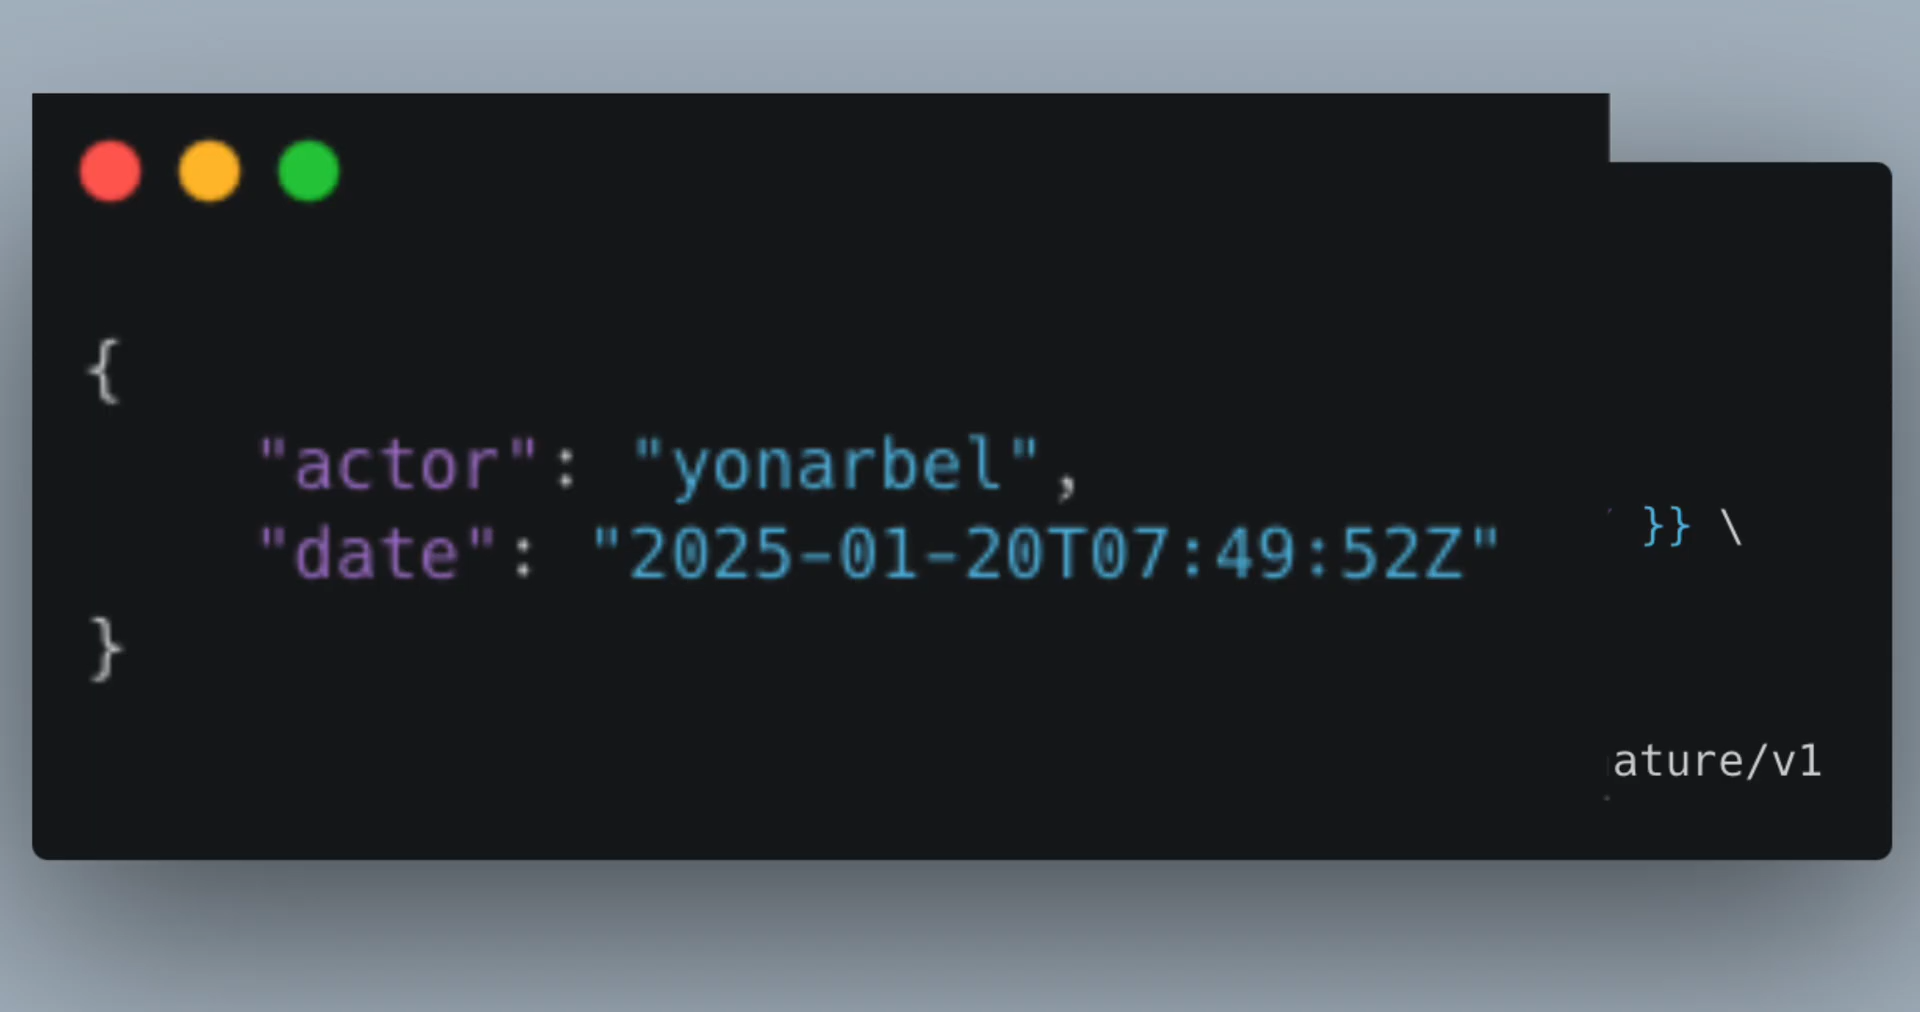 {
"actor": "yonarbel",
"date": "2025-01-20T07:49:52Z"
}
}} \
ature/v1